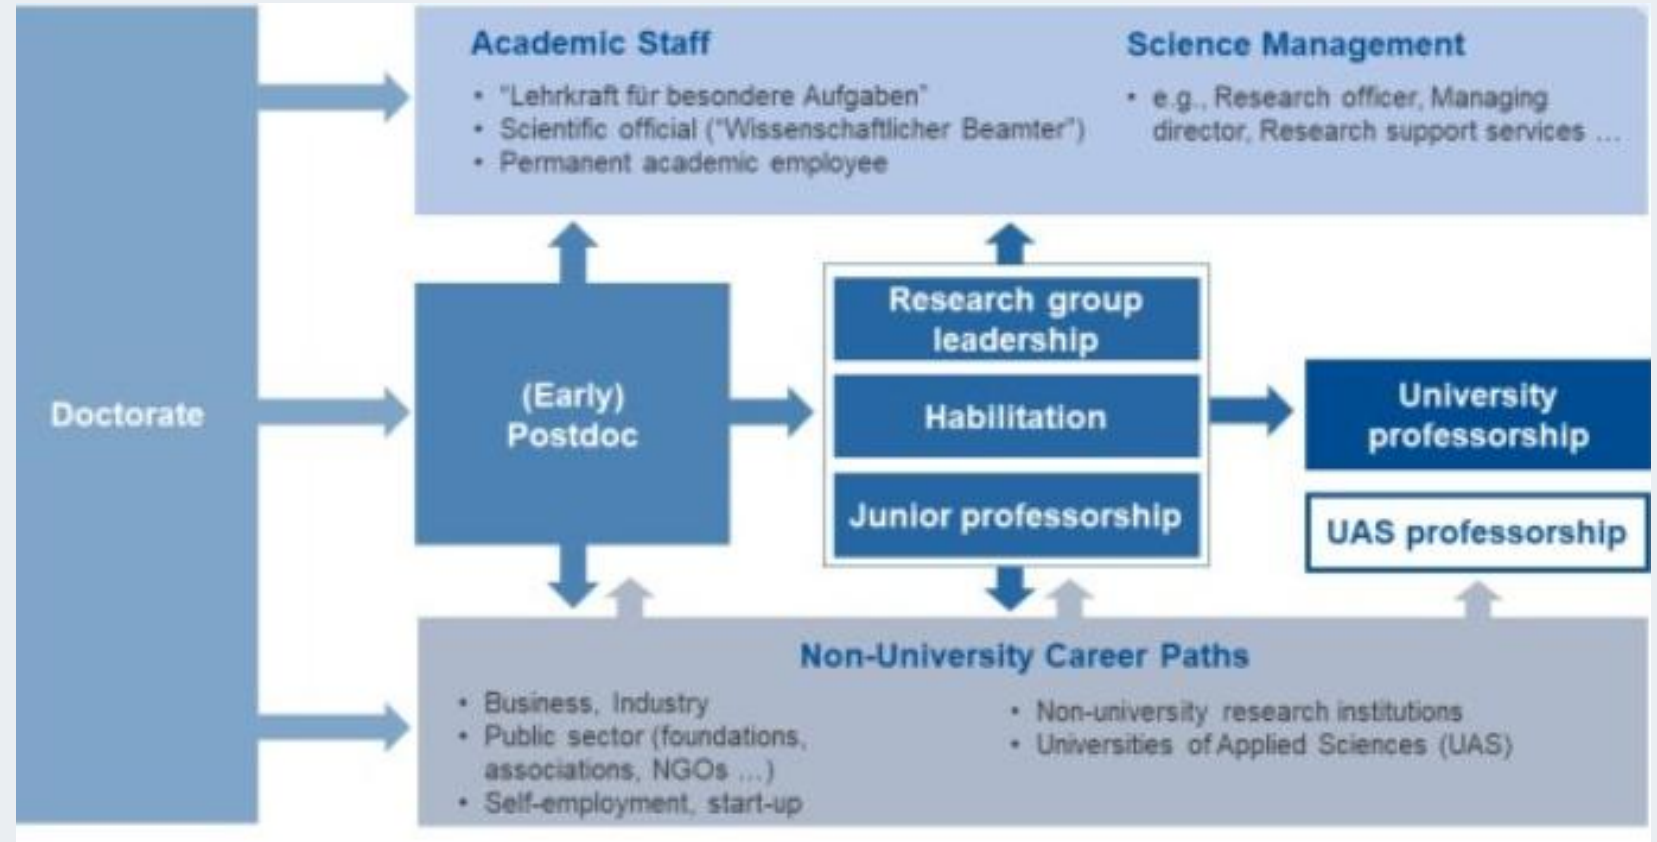 Doctorate
Academic Staff
• "Lehrkraft für besondere Aufgaben"
• Scientific official ("Wissenschaftlicher Beamter")
• Permanent academic employee
Science Management
• e.g., Research officer, Managing
director, Research support services ...
(Early)
Postdoc
Research group
leadership
Habilitation
Junior professorship
University
professorship
UAS professorship
Non-University Career Paths
• Business, Industry
• Public sector (foundations,
associations, NGOs ...)
• Self-employment, start-up
• Non-university research institutions
• Universities of Applied Sciences (UAS)